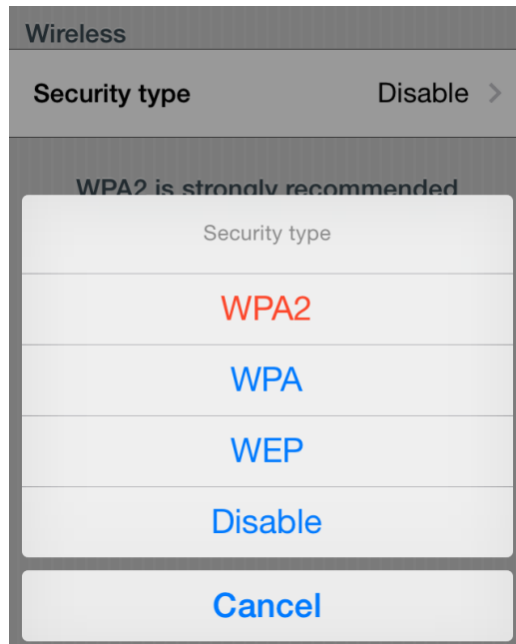 Wireless
Security type Disable >
WPA2 is strongly recommended
Security type
WPA2
WPA
WEP
Disable
Cancel